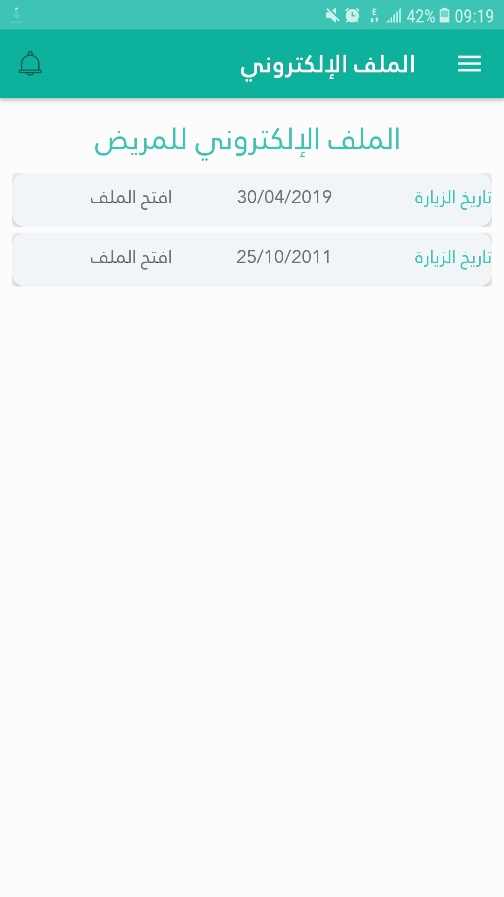 42% 09:19
الملف الإلكتروني
الملف الإلكتروني للمريض
تاريخ الزيارة 30/04/2019 افتح الملف
تاريخ الزيارة 25/10/2011 افتح الملف